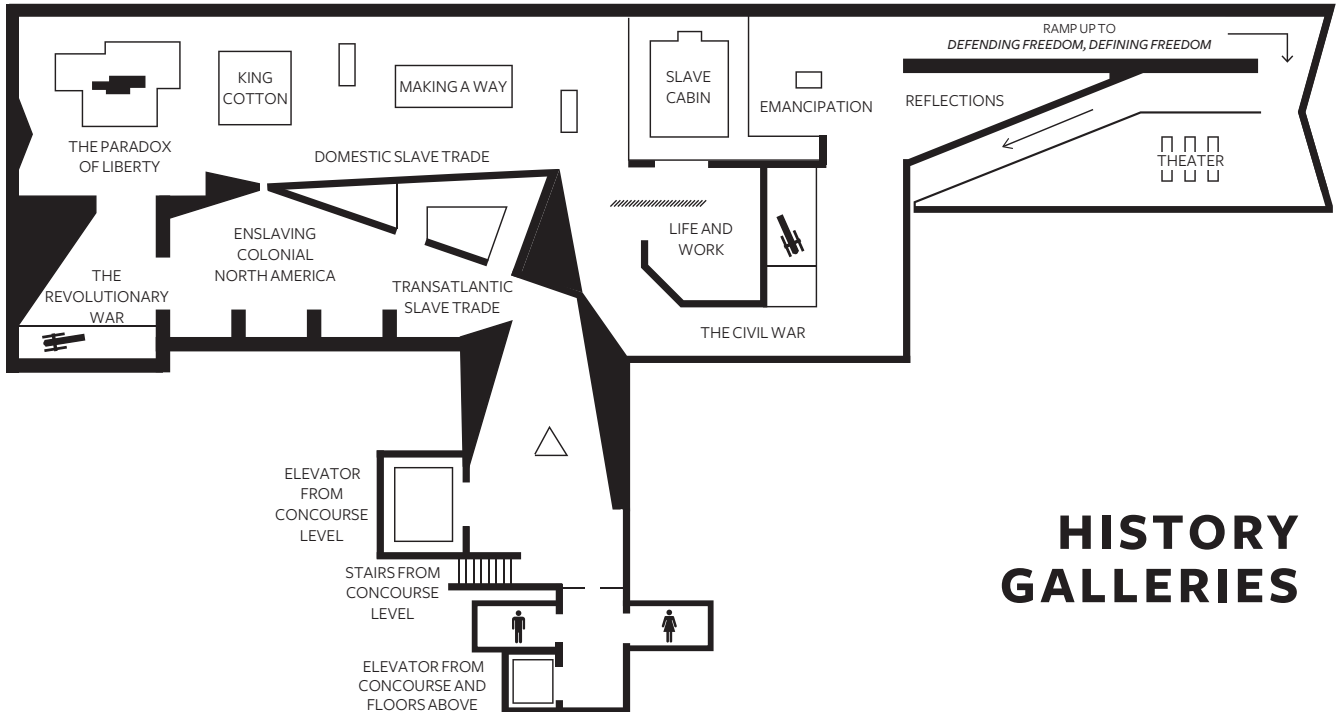 RAMP UP TO
DEFENDING FREEDOM, DEFINING FREEDOM
KING
COTTON
MAKING A WAY
SLAVE
CABIN
EMANCIPATION
REFLECTIONS
THE PARADOX
OF LIBERTY
DOMESTIC SLAVE TRADE
THEATER
ENSLAVING
COLONIAL
NORTH AMERICA
LIFE AND
WORK
THE
REVOLUTIONARY
WAR
TRANSATLANTIC
SLAVE TRADE
THE CIVIL WAR
ELEVATOR
FROM
CONCOURSE
LEVEL
STAIRS FROM
CONCOURSE
LEVEL
ELEVATOR FROM
CONCOURSE AND
FLOORS ABOVE
HISTORY
GALLERIES